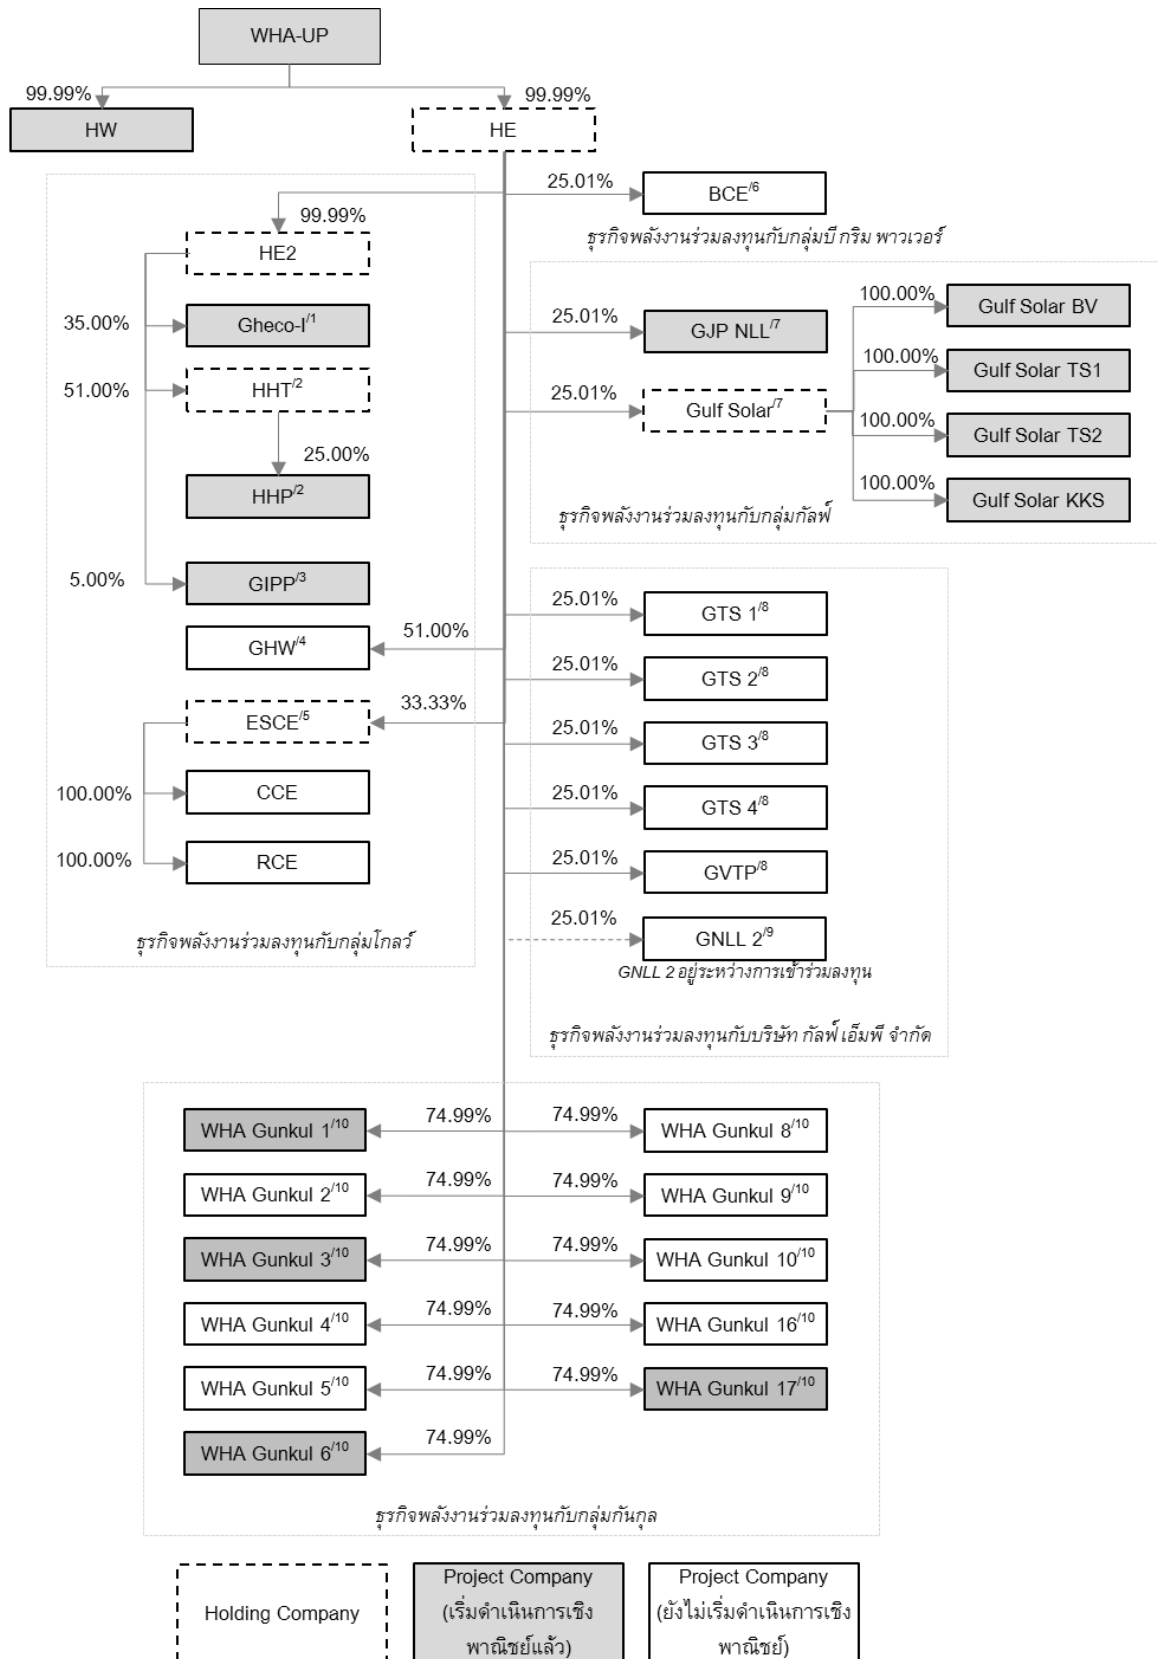 WHA-UP
99.99%
99.99%
HW
HE
25.01%
BCE/6
ธุรกิจพลังงานร่วมลงทุนกับกลุ่มบี กริม พาวเวอร์
99.99%
HE2
35.00%
Gheco-I/1
51.00%
HHT/2
25.00%
HHP/2
5.00%
GIPP/3
GHW/4
51.00%
ESCE/5
33.33%
100.00%
CCE
100.00%
RCE
ธุรกิจพลังงานร่วมลงทุนกับกลุ่มโกลว์
25.01%
GJP NLL/7
25.01%
Gulf Solar/7
100.00%
Gulf Solar BV
100.00%
Gulf Solar TS1
100.00%
Gulf Solar TS2
100.00%
Gulf Solar KKS
ธุรกิจพลังงานร่วมลงทุนกับกลุ่มกัลฟ์
25.01%
GTS 1/8
25.01%
GTS 2/8
25.01%
GTS 3/8
25.01%
GTS 4/8
25.01%
GVTP/8
25.01%
GNLL 2/9
GNLL 2 อยู่ระหว่างการเข้าร่วมลงทุน
ธุรกิจพลังงานร่วมลงทุนกับบริษัท กัลฟ์ เอ็มพี จำกัด
WHA Gunkul 1/10
74.99%
74.99%
WHA Gunkul 8/10
WHA Gunkul 2/10
74.99%
74.99%
WHA Gunkul 9/10
WHA Gunkul 3/10
74.99%
74.99%
WHA Gunkul 10/10
WHA Gunkul 4/10
74.99%
74.99%
WHA Gunkul 16/10
WHA Gunkul 5/10
74.99%
74.99%
WHA Gunkul 17/10
WHA Gunkul 6/10
74.99%
ธุรกิจพลังงานร่วมลงทุนกับกลุ่มกันกุล
Holding Company
Project Company
(เริ่มดำเนินการเชิง
พาณิชย์แล้ว)
Project Company
(ยังไม่เริ่มดำเนินการเชิง
พาณิชย์)